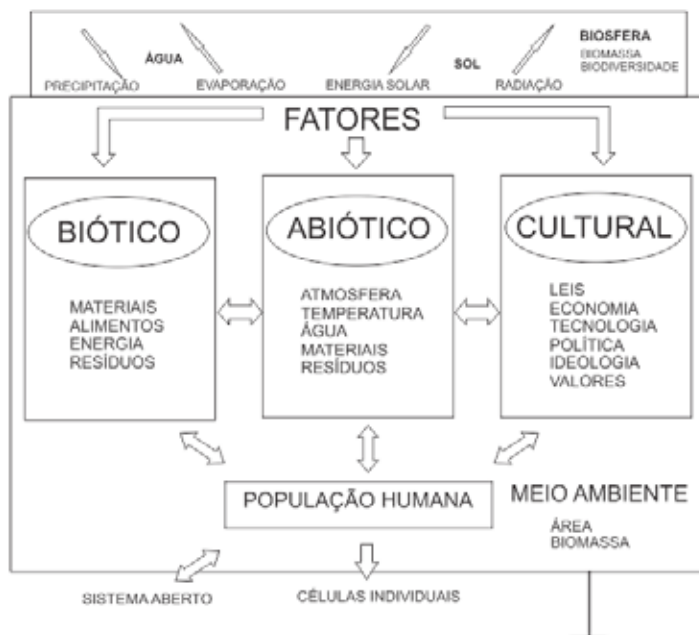 BIOSFERA
ÁGUA
SOL
BIOMASSA
BIODIVERSIDADE
PRECIPITAÇÃO
EVAPORAÇÃO
ENERGIA SOLAR
RADIAÇÃO
FATORES
BIÓTICO
MATERIAIS
ALIMENTOS
ENERGIA
RESÍDUOS
ABIÓTICO
ATMOSFERA
TEMPERATURA
ÁGUA
MATERIAIS
RESÍDUOS
CULTURAL
LEIS
ECONOMIA
TECNOLOGIA
POLÍTICA
IDEOLOGIA
VALORES
POPULAÇÃO HUMANA
MEIO AMBIENTE
ÁREA
BIOMASSA
SISTEMA ABERTO
CÉLULAS INDIVIDUAIS